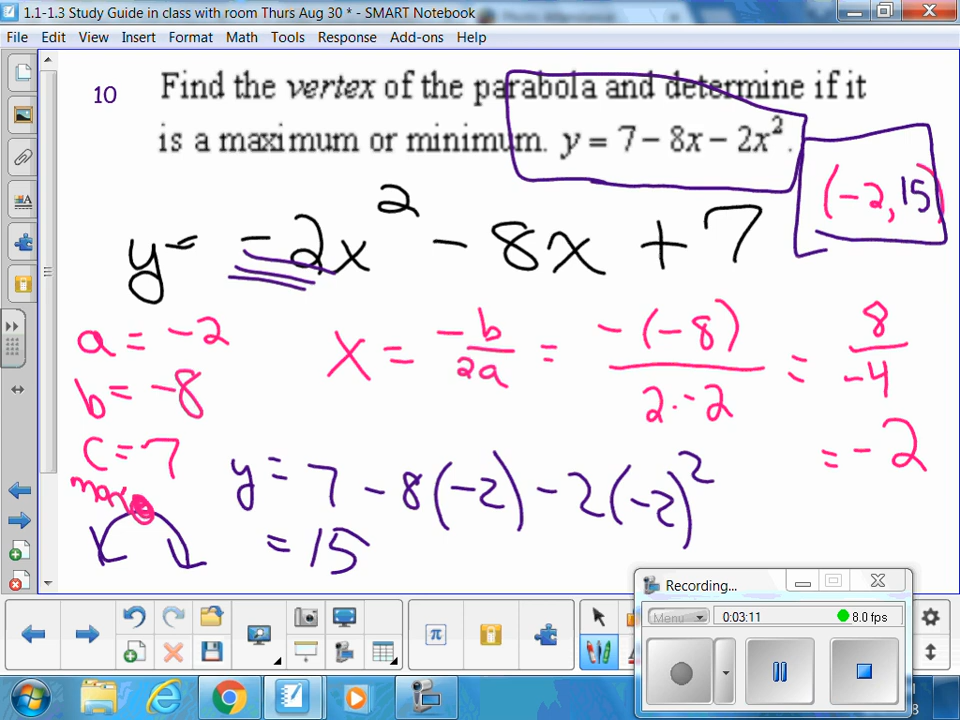 1.1-1.3 Study Guide in class with room Thurs Aug 30 * - SMART Notebook
File Edit View Insert Format Math Tools Response Add-ons Help
10 Find the vertex of the parabola and determine if it
is a maximum or minimum. y = 7 − 8x − 2x².
(−2, 15)
y = −2x² − 8x + 7
a = −2
b = −8
c = 7
x = −b/2a = −(−8)/2·−2 = 8/−4
= −2
max
y = 7 − 8(−2) − 2(−2)²
= 15
Recording...
Menu 0:03:11 8.0 fps